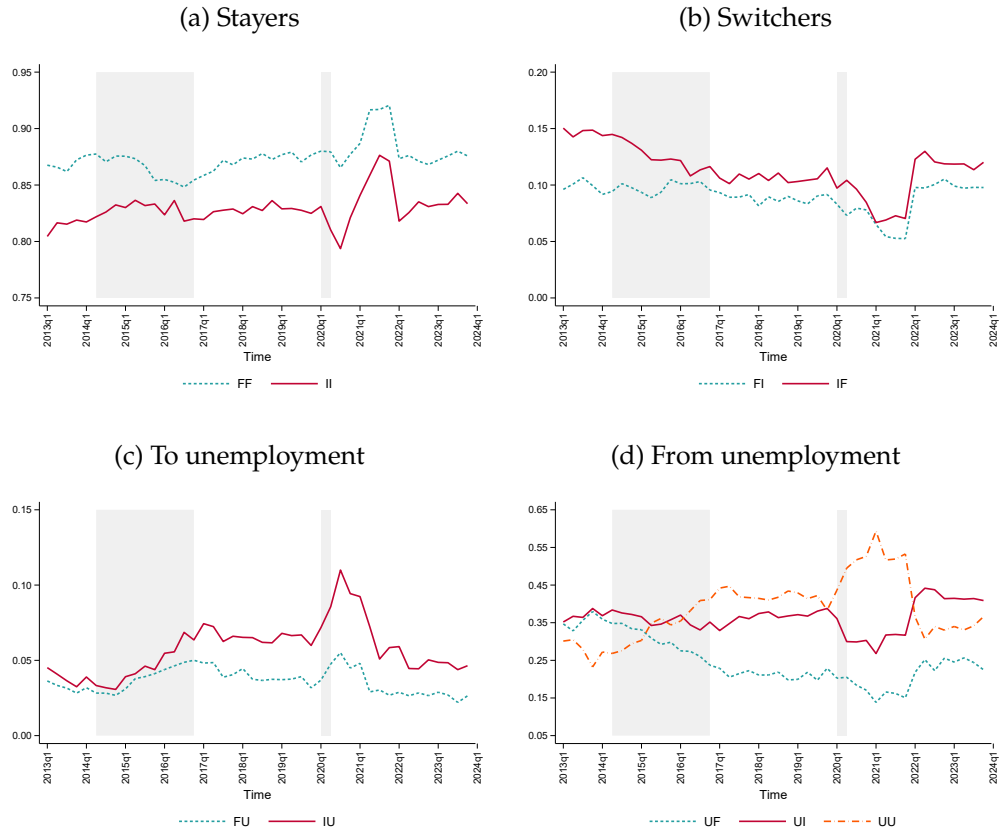 (a) Stayers
0.95
0.90
0.85
0.80
0.75
2013q1
2014q1
2015q1
2016q1
2017q1
2018q1
2019q1
2020q1
2021q1
2022q1
2023q1
2024q1
Time
FF II
(b) Switchers
0.20
0.15
0.10
0.05
0.00
2013q1
2014q1
2015q1
2016q1
2017q1
2018q1
2019q1
2020q1
2021q1
2022q1
2023q1
2024q1
Time
FI IF
(c) To unemployment
0.15
0.10
0.05
0.00
2013q1
2014q1
2015q1
2016q1
2017q1
2018q1
2019q1
2020q1
2021q1
2022q1
2023q1
2024q1
Time
FU IU
(d) From unemployment
0.65
0.55
0.45
0.35
0.25
0.15
0.05
2013q1
2014q1
2015q1
2016q1
2017q1
2018q1
2019q1
2020q1
2021q1
2022q1
2023q1
2024q1
Time
UF UI UU